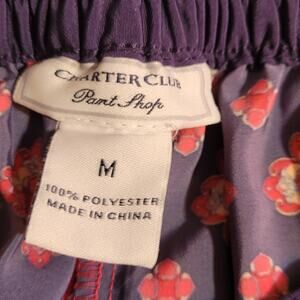 CHARTER CLUB
Pant Shop
M
100% POLYESTER
MADE IN CHINA